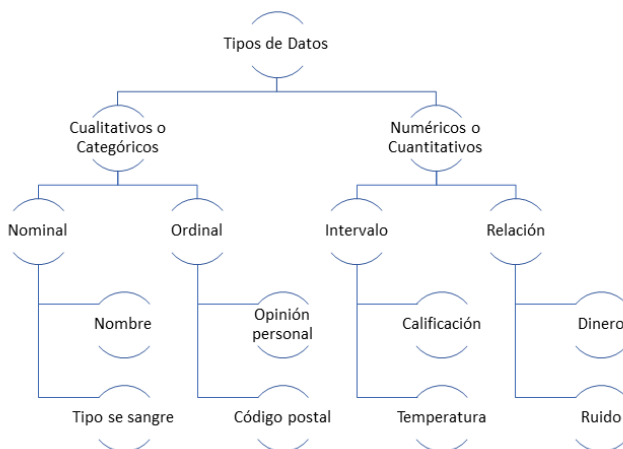 Tipos de Datos
Cualitativos o
Categóricos
Numéricos o
Cuantitativos
Nominal
Ordinal
Intervalo
Relación
Nombre
Opinión
personal
Calificación
Dinero
Tipo se sangre
Código postal
Temperatura
Ruido